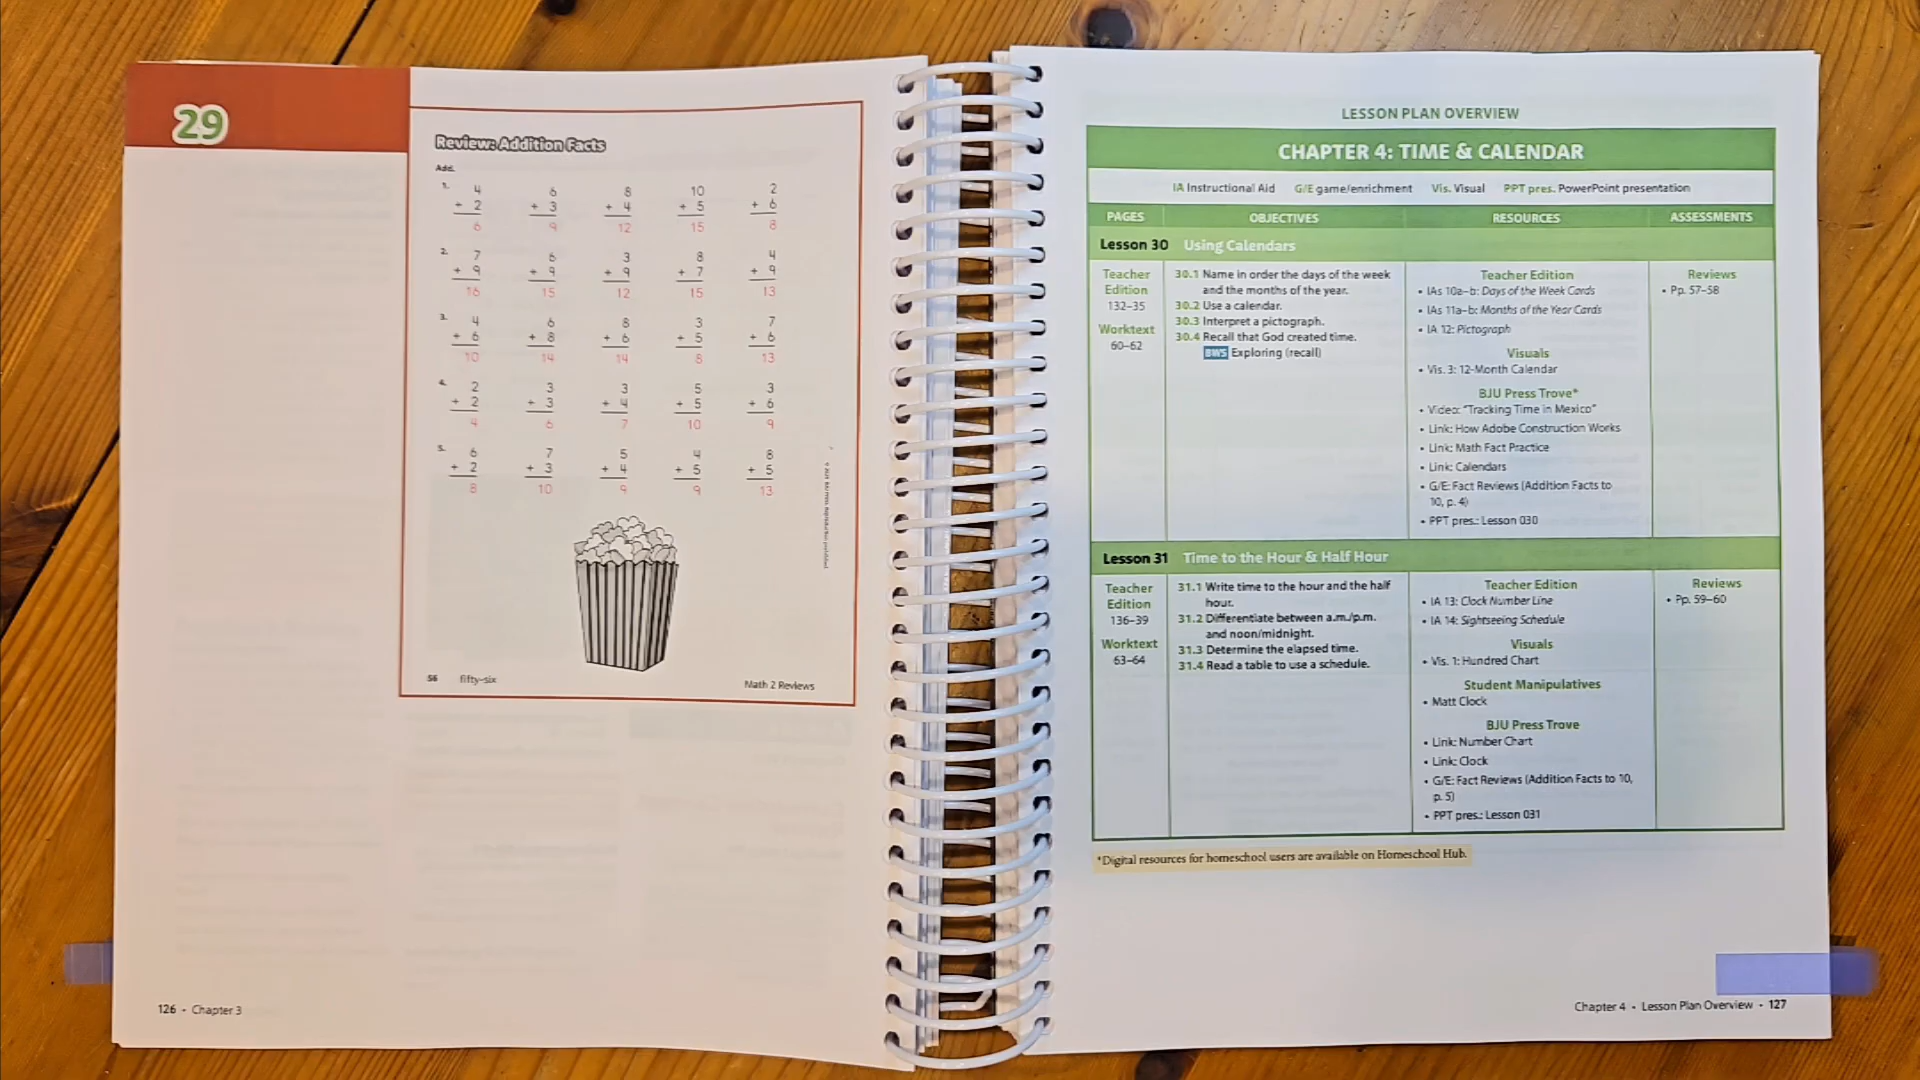 29
Review: Addition Facts
Add.
1. 4 6 8 10 2
+ 2 + 3 + 4 + 5 + 6
6 9 12 15 8
2. 7 6 3 8 4
+ 9 + 9 + 9 + 7 + 9
16 15 12 15 13
3. 4 6 8 3 7
+ 6 + 8 + 6 + 5 + 6
10 14 14 8 13
4. 2 3 3 5 3
+ 2 + 3 + 4 + 5 + 6
4 6 7 10 9
5. 6 7 5 4 8
+ 2 + 3 + 4 + 5 + 5
8 10 9 9 13
56 fifty-six
Math 2 Reviews
126 • Chapter 3
LESSON PLAN OVERVIEW
CHAPTER 4: TIME & CALENDAR
IA Instructional Aid G/E game/enrichment Vis. Visual PPT pres. PowerPoint presentation
PAGES OBJECTIVES RESOURCES ASSESSMENTS
Lesson 30 Using Calendars
Teacher
Edition
132–35
Worktext
60–62
30.1 Name in order the days of the week
and the months of the year.
30.2 Use a calendar.
30.3 Interpret a pictograph.
30.4 Recall that God created time.
BWS Exploring (recall)
Teacher Edition
• IAs 10a–b: Days of the Week Cards
• IAs 11a–b: Months of the Year Cards
• IA 12: Pictograph
Visuals
• Vis. 3: 12-Month Calendar
BJU Press Trove*
• Video: "Tracking Time in Mexico"
• Link: How Adobe Construction Works
• Link: Math Fact Practice
• Link: Calendars
• G/E: Fact Reviews (Addition Facts to
10, p. 4)
• PPT pres.: Lesson 030
Reviews
• Pp. 57–58
Lesson 31 Time to the Hour & Half Hour
Teacher
Edition
136–39
Worktext
63–64
31.1 Write time to the hour and the half
hour.
31.2 Differentiate between a.m./p.m.
and noon/midnight.
31.3 Determine the elapsed time.
31.4 Read a table to use a schedule.
Teacher Edition
• IA 13: Clock Number Line
• IA 14: Sightseeing Schedule
Visuals
• Vis. 1: Hundred Chart
Student Manipulatives
• Matt Clock
BJU Press Trove
• Link: Number Chart
• Link: Clock
• G/E: Fact Reviews (Addition Facts to 10,
p. 5)
• PPT pres.: Lesson 031
Reviews
• Pp. 59–60
*Digital resources for homeschool users are available on Homeschool Hub.
Chapter 4 • Lesson Plan Overview • 127